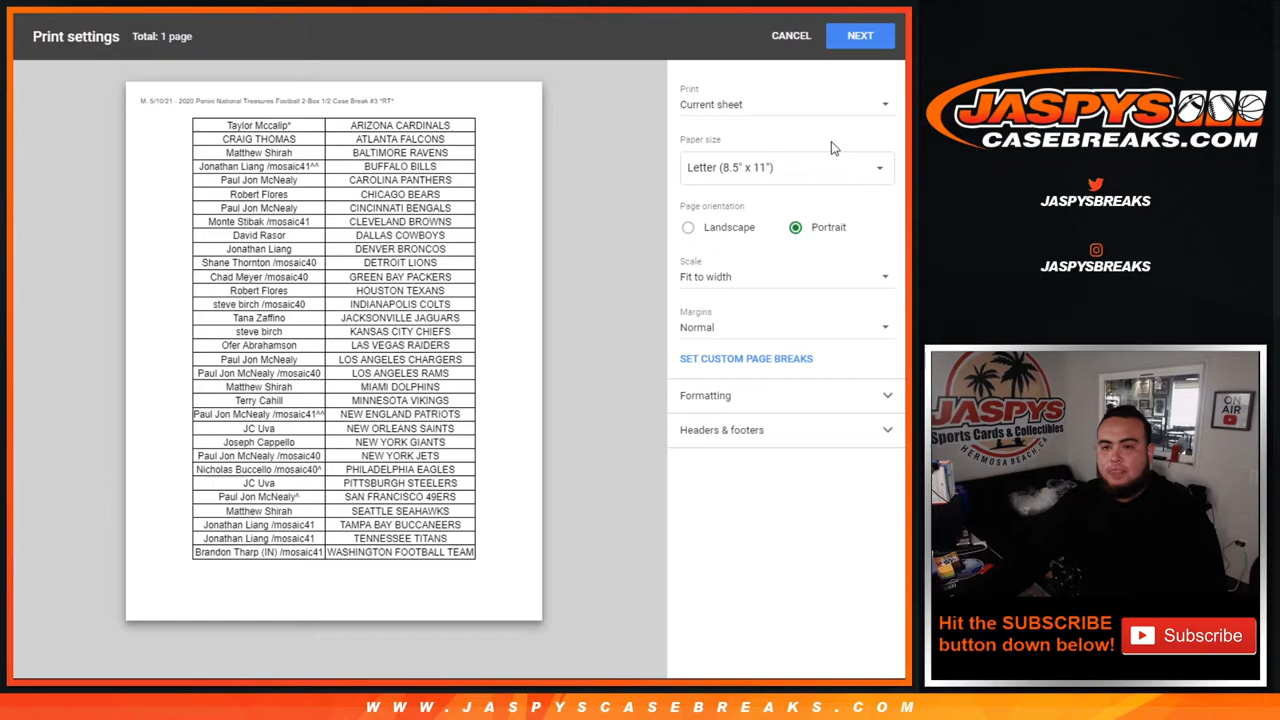 Print settings Total: 1 page CANCEL NEXT
M. 5/10/21 - 2020 Panini National Treasures Football 2-Box 1/2 Case Break #3 *RT*
Taylor Mccalip* ARIZONA CARDINALS
CRAIG THOMAS ATLANTA FALCONS
Matthew Shirah BALTIMORE RAVENS
Jonathan Liang /mosaic41^^ BUFFALO BILLS
Paul Jon McNealy CAROLINA PANTHERS
Robert Flores CHICAGO BEARS
Paul Jon McNealy CINCINNATI BENGALS
Monte Stibak /mosaic41 CLEVELAND BROWNS
David Rasor DALLAS COWBOYS
Jonathan Liang DENVER BRONCOS
Shane Thornton /mosaic40 DETROIT LIONS
Chad Meyer /mosaic40 GREEN BAY PACKERS
Robert Flores HOUSTON TEXANS
steve birch /mosaic40 INDIANAPOLIS COLTS
Tana Zaffino JACKSONVILLE JAGUARS
steve birch KANSAS CITY CHIEFS
Ofer Abrahamson LAS VEGAS RAIDERS
Paul Jon McNealy LOS ANGELES CHARGERS
Paul Jon McNealy /mosaic40 LOS ANGELES RAMS
Matthew Shirah MIAMI DOLPHINS
Terry Cahill MINNESOTA VIKINGS
Paul Jon McNealy /mosaic41^^ NEW ENGLAND PATRIOTS
JC Uva NEW ORLEANS SAINTS
Joseph Cappello NEW YORK GIANTS
Paul Jon McNealy /mosaic40 NEW YORK JETS
Nicholas Buccello /mosaic40^ PHILADELPHIA EAGLES
JC Uva PITTSBURGH STEELERS
Paul Jon McNealy^ SAN FRANCISCO 49ERS
Matthew Shirah SEATTLE SEAHAWKS
Jonathan Liang /mosaic41 TAMPA BAY BUCCANEERS
Jonathan Liang /mosaic41 TENNESSEE TITANS
Brandon Tharp (IN) /mosaic41 WASHINGTON FOOTBALL TEAM
Print
Current sheet
Paper size
Letter (8.5" x 11")
Page orientation
Landscape Portrait
Scale
Fit to width
Margins
Normal
SET CUSTOM PAGE BREAKS
Formatting
Headers & footers
JASPYS
CASEBREAKS.COM
JASPYSBREAKS
JASPYSBREAKS
JASPYS
Sports Cards & Collectibles
HERMOSA BEACH, CA
ON AIR
Hit the SUBSCRIBE
button down below!
Subscribe
WWW.JASPYSCASEBREAKS.COM